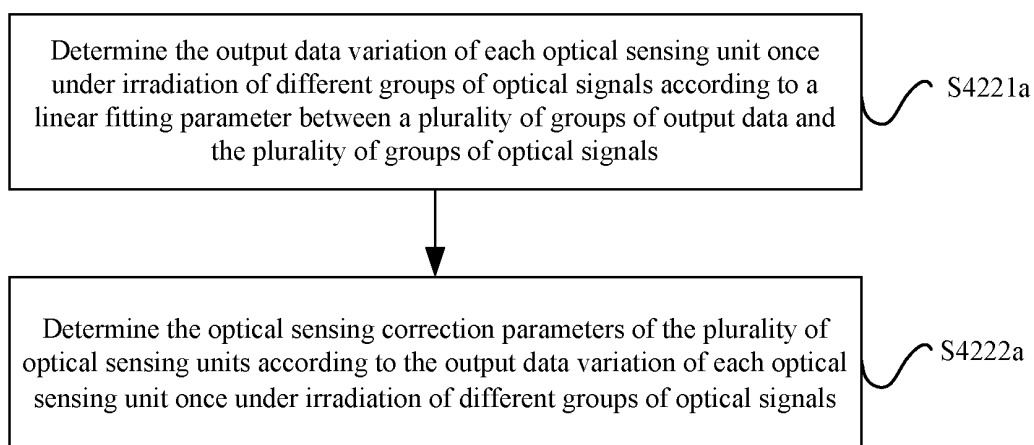 Determine the output data variation of each optical sensing unit once
under irradiation of different groups of optical signals according to a
linear fitting parameter between a plurality of groups of output data and
the plurality of groups of optical signals
S4221a
Determine the optical sensing correction parameters of the plurality of
optical sensing units according to the output data variation of each optical
sensing unit once under irradiation of different groups of optical signals
S4222a